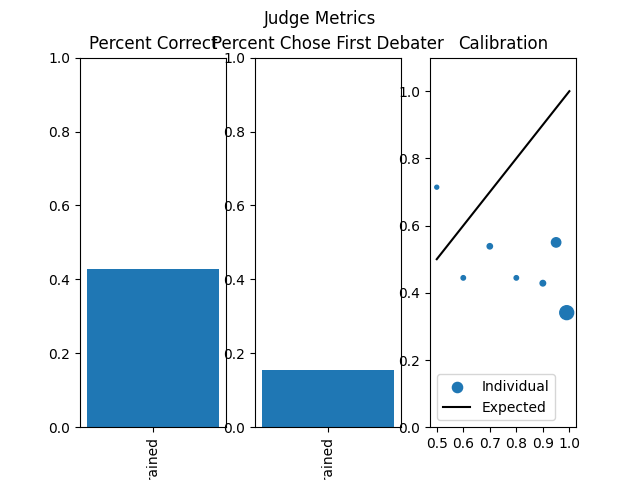 Judge Metrics
Percent Correct
Percent Chose First Debater
Calibration
1.0
0.8
0.6
0.4
0.2
0.0
1.0
0.8
0.6
0.4
0.2
0.0
1.0
0.8
0.6
0.4
0.2
0.0
Individual
Expected
0.5 0.6 0.7 0.8 0.9 1.0
rained
rained